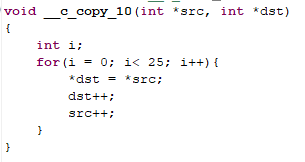 void __c_copy_10(int *src, int *dst)
{
    int i;
    for(i = 0; i< 25; i++){
        *dst = *src;
        dst++;
        src++;
    }
}